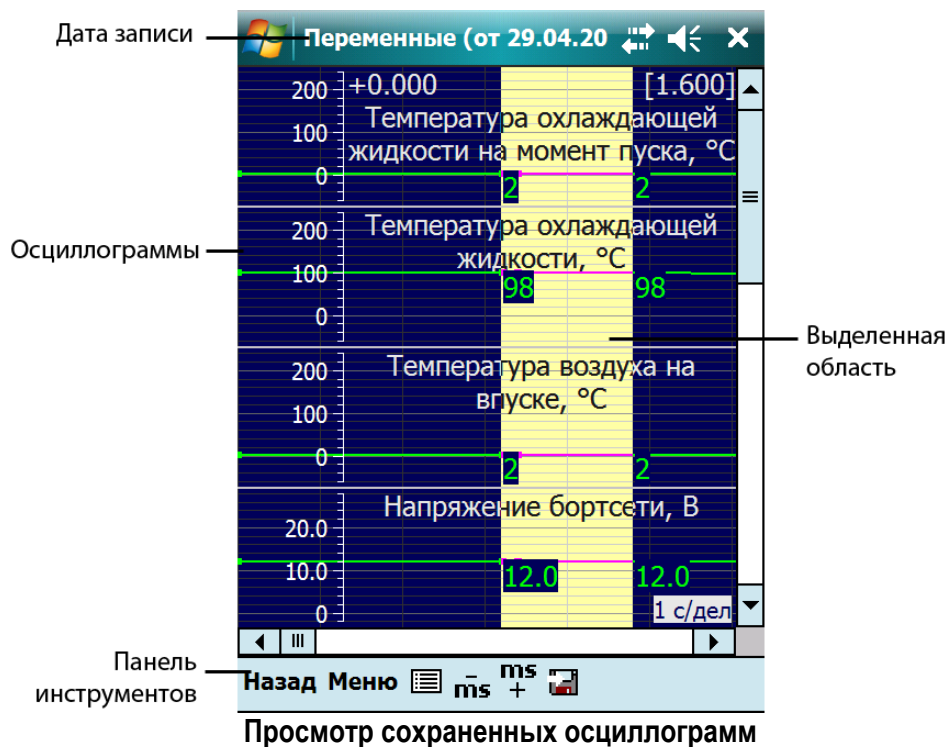 Дата записи
Переменные (от 29.04.20
+0.000 [1.600]
200
100
0
Температура охлаждающей
жидкости на момент пуска, °C
2 2
Осциллограммы
200
100
0
Температура охлаждающей
жидкости, °C
98 98
Выделенная
область
200
100
0
Температура воздуха на
впуске, °C
2 2
20.0
10.0
0
Напряжение бортсети, В
12.0 12.0
1 с/дел
Панель
инструментов
Назад Меню - ms ms +
Просмотр сохраненных осциллограмм